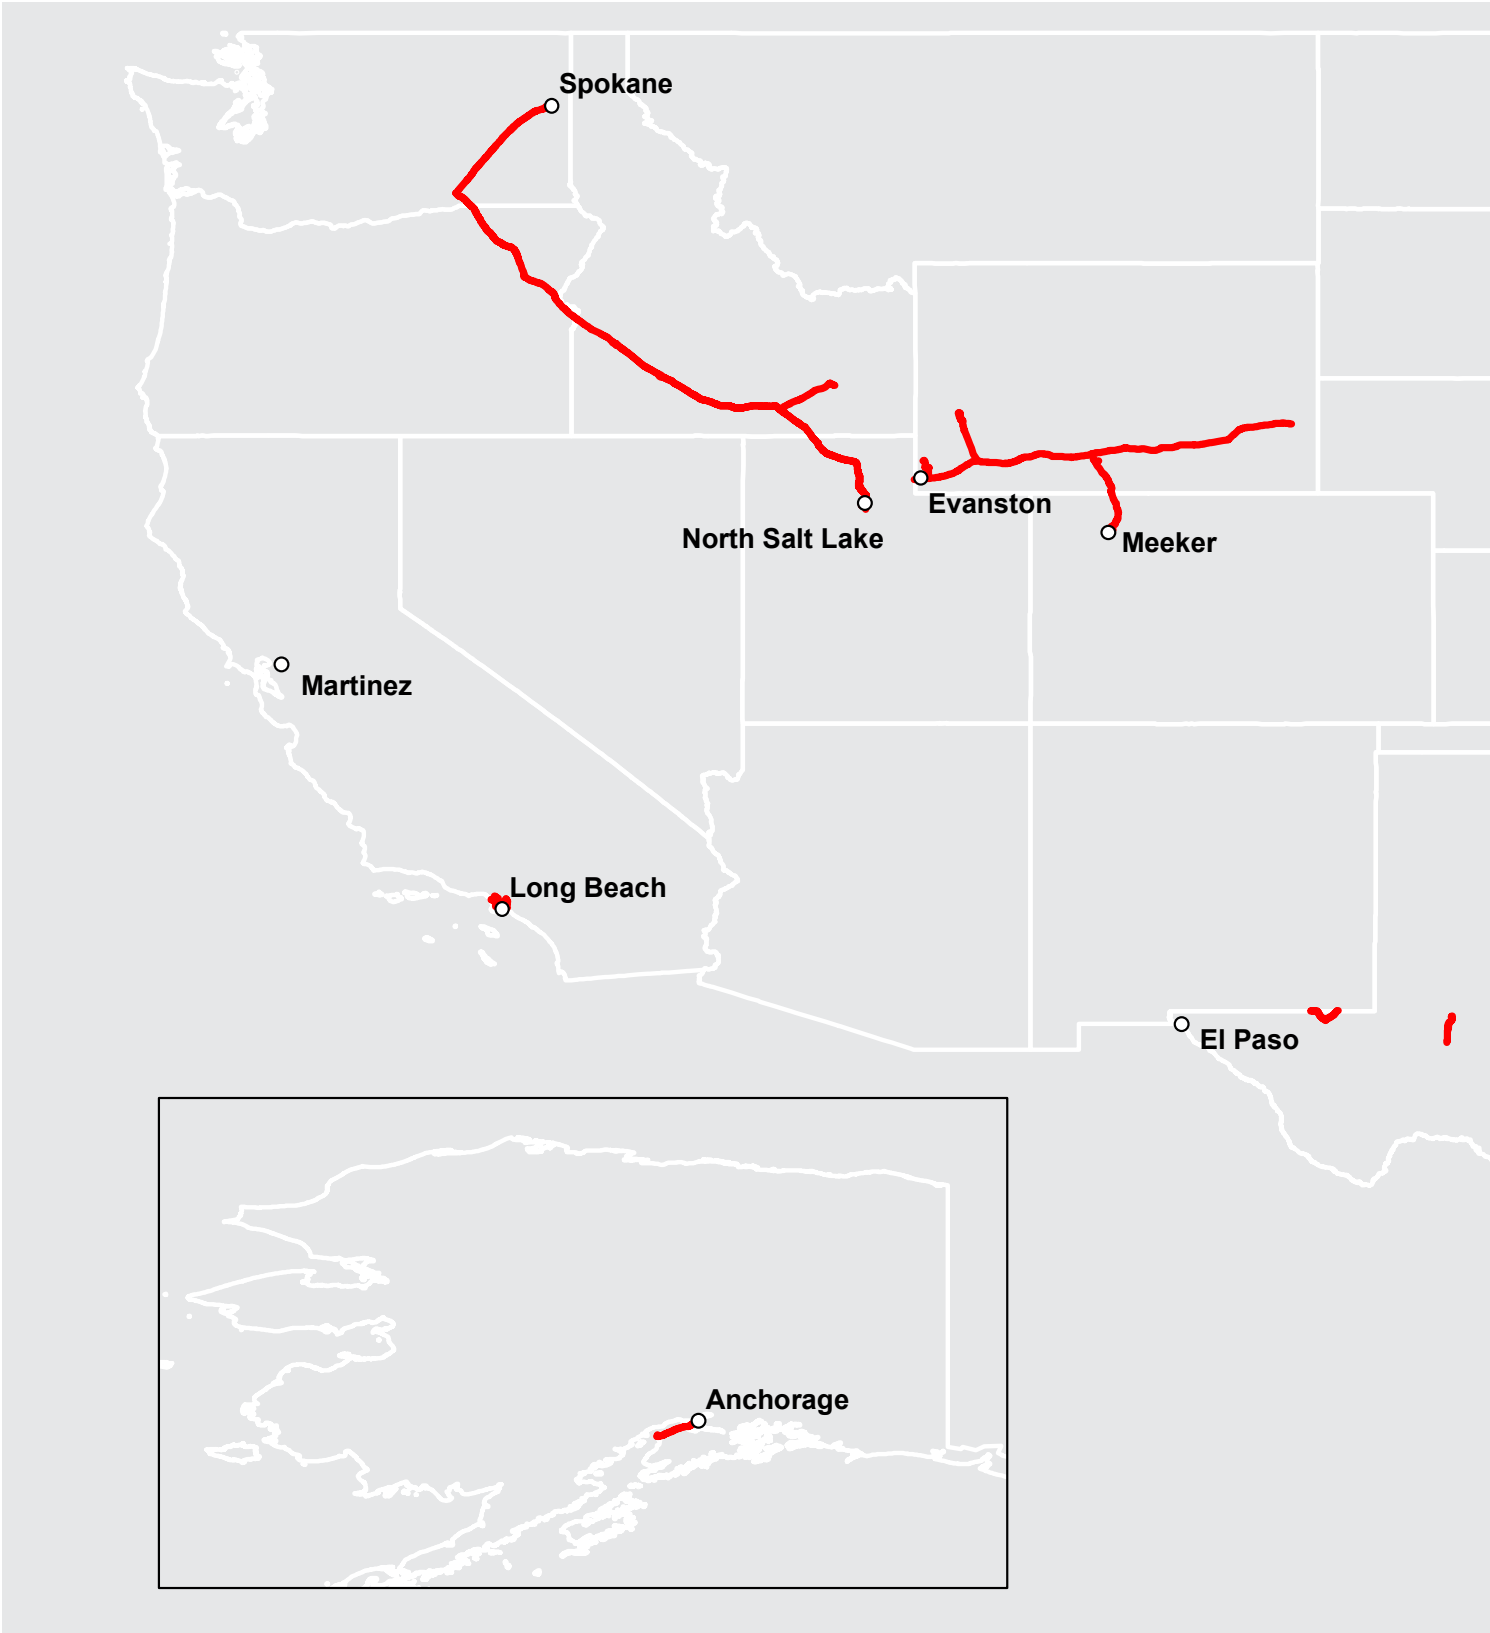 Spokane
Evanston
North Salt Lake
Meeker
Martinez
Long Beach
El Paso
Anchorage